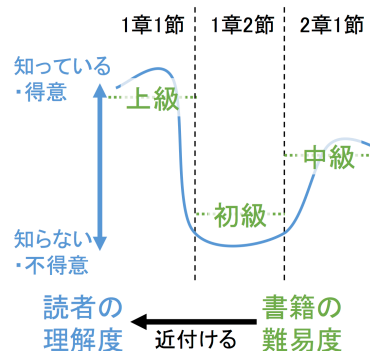 1章1節 1章2節 2章1節
知っている
・得意
上級
中級
初級
知らない
・不得意
読者の
理解度
近付ける
書籍の
難易度